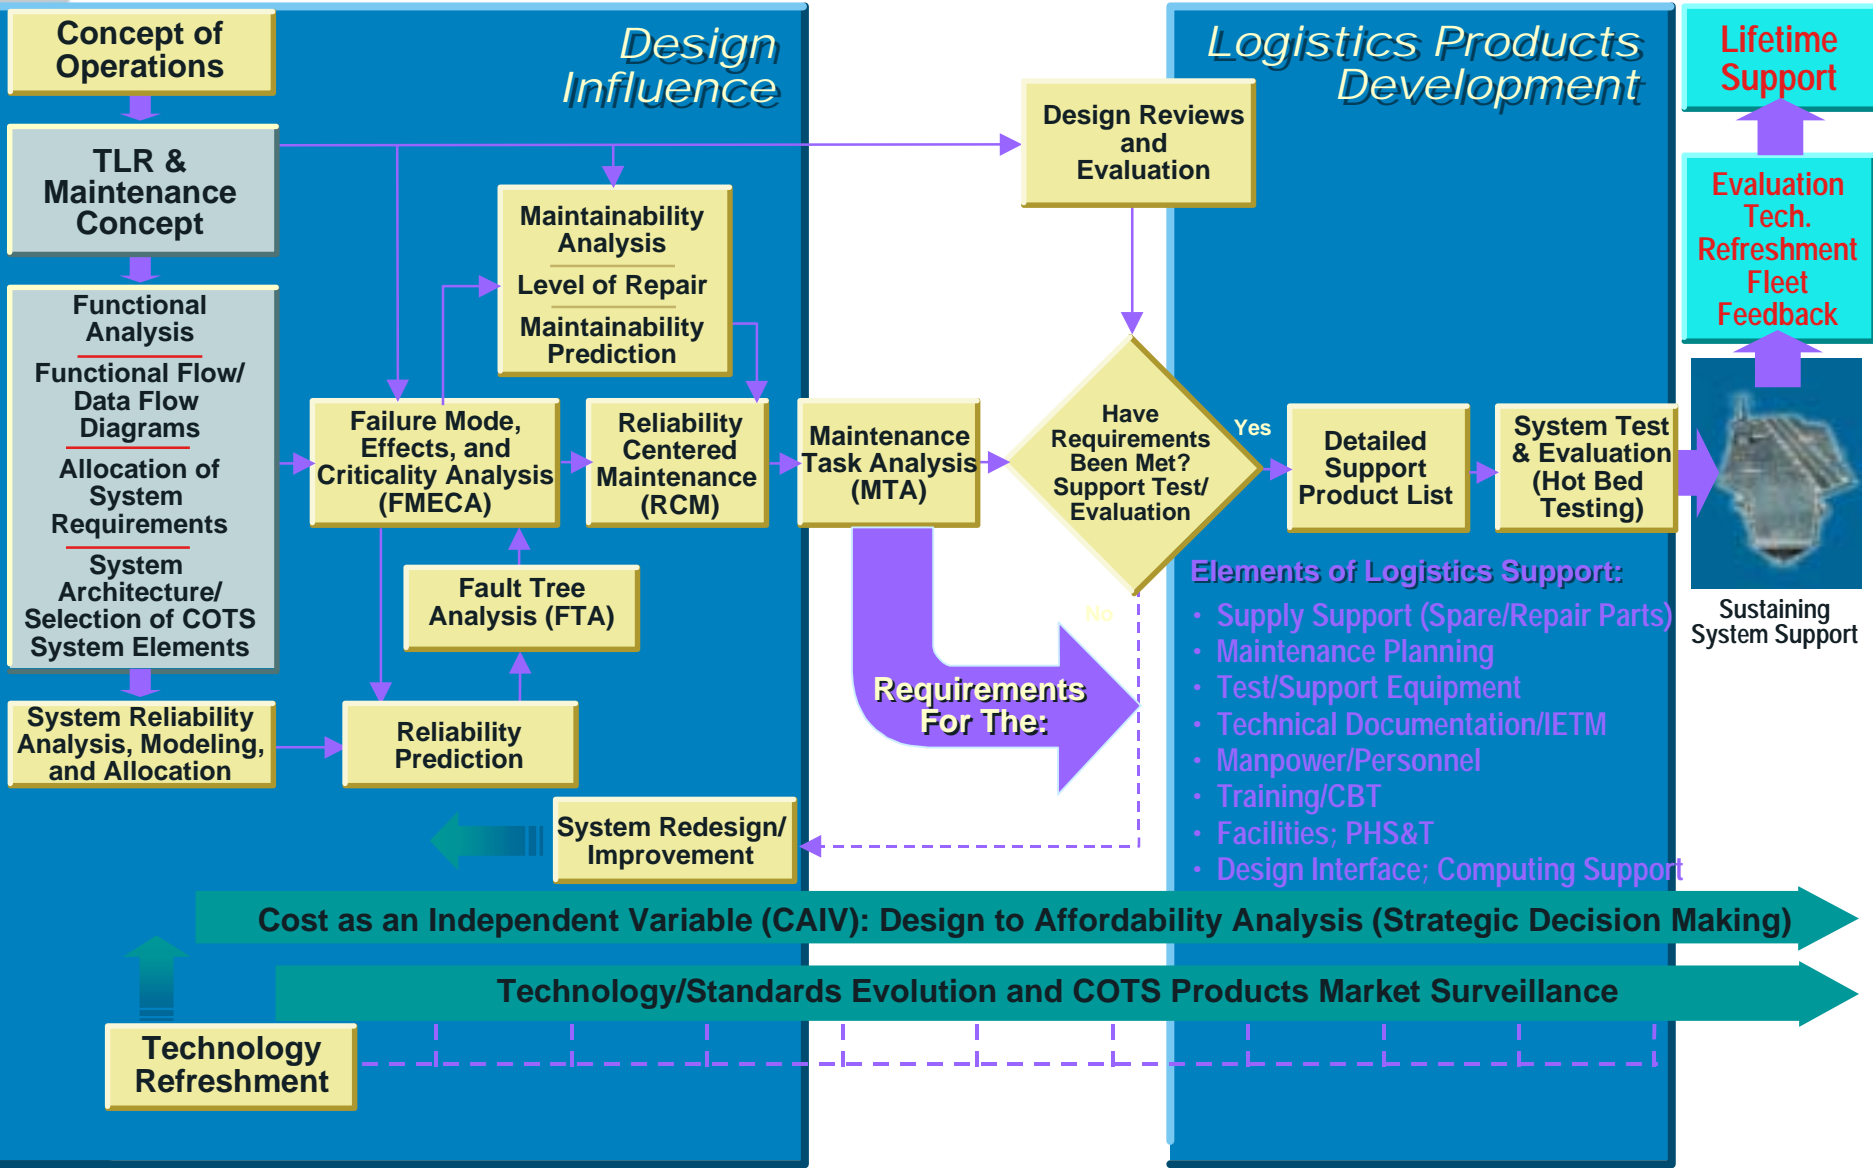 Concept of
Operations
Design
Influence
Logistics Products
Development
Lifetime
Support
TLR &
Maintenance
Concept
Design Reviews
and
Evaluation
Evaluation
Tech.
Refreshment
Fleet
Feedback
Maintainability
Analysis
Level of Repair
Maintainability
Prediction
Functional
Analysis
Functional Flow/
Data Flow
Diagrams
Allocation of
System
Requirements
System
Architecture/
Selection of COTS
System Elements
Failure Mode,
Effects, and
Criticality Analysis
(FMECA)
Reliability
Centered
Maintenance
(RCM)
Maintenance
Task Analysis
(MTA)
Have
Requirements
Been Met?
Support Test/
Evaluation
Yes
No
Detailed
Support
Product List
System Test
& Evaluation
(Hot Bed
Testing)
Sustaining
System Support
Fault Tree
Analysis (FTA)
System Reliability
Analysis, Modeling,
and Allocation
Reliability
Prediction
Requirements
For The:
Elements of Logistics Support:
• Supply Support (Spare/Repair Parts)
• Maintenance Planning
• Test/Support Equipment
• Technical Documentation/IETM
• Manpower/Personnel
• Training/CBT
• Facilities; PHS&T
• Design Interface; Computing Support
System Redesign/
Improvement
Cost as an Independent Variable (CAIV): Design to Affordability Analysis (Strategic Decision Making)
Technology/Standards Evolution and COTS Products Market Surveillance
Technology
Refreshment